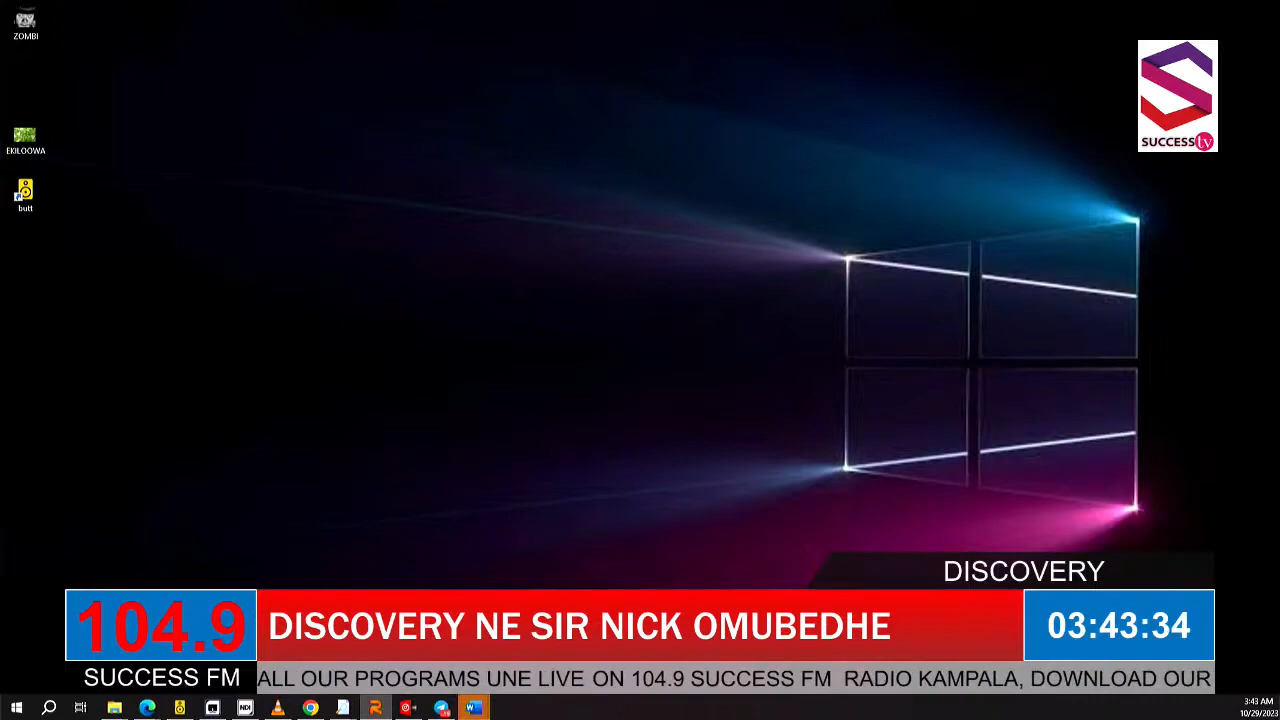 ZOMBI
EKILOOWA
butt
SUCCESS tv
DISCOVERY
104.9
DISCOVERY NE SIR NICK OMUBEDHE
03:43:34
SUCCESS FM
ALL OUR PROGRAMS UNE LIVE ON 104.9 SUCCESS FM RADIO KAMPALA, DOWNLOAD OUR
NDI
3:43 AM
10/29/2023